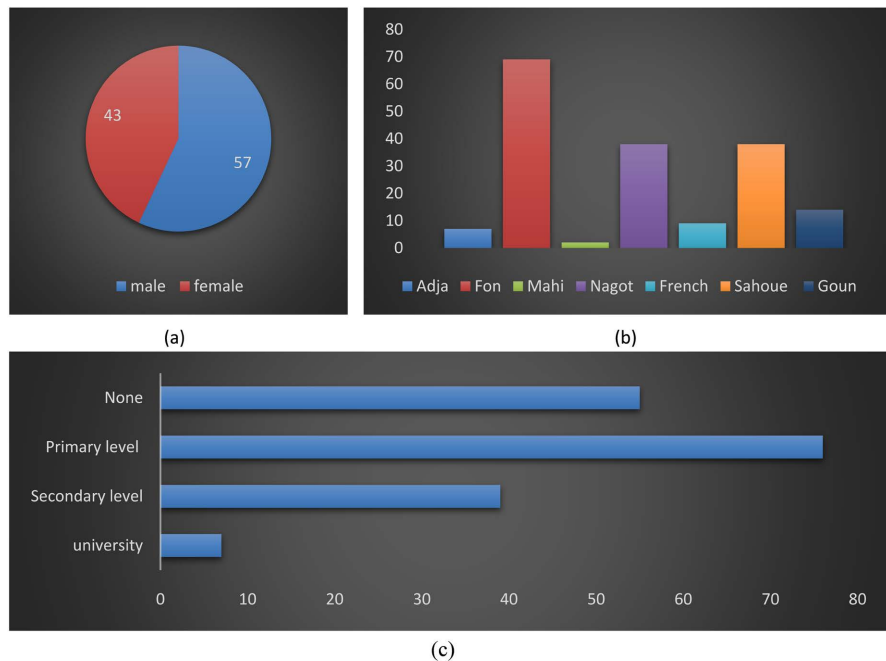 43
57
male female
(a)
80
70
60
50
40
30
20
10
0
Adja Fon Mahi Nagot French Sahoue Goun
(b)
None
Primary level
Secondary level
university
0 10 20 30 40 50 60 70 80
(c)